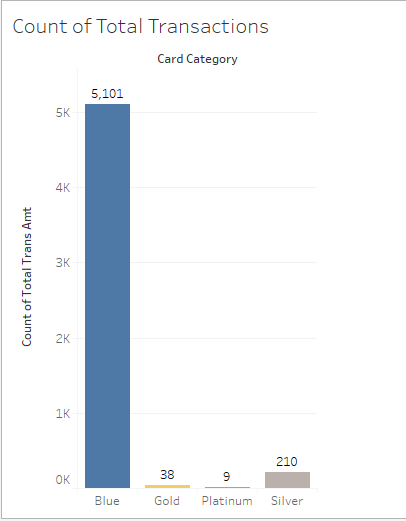 Count of Total Transactions
Card Category
Count of Total Trans Amt
5K
4K
3K
2K
1K
0K
5,101
38
9
210
Blue Gold Platinum Silver